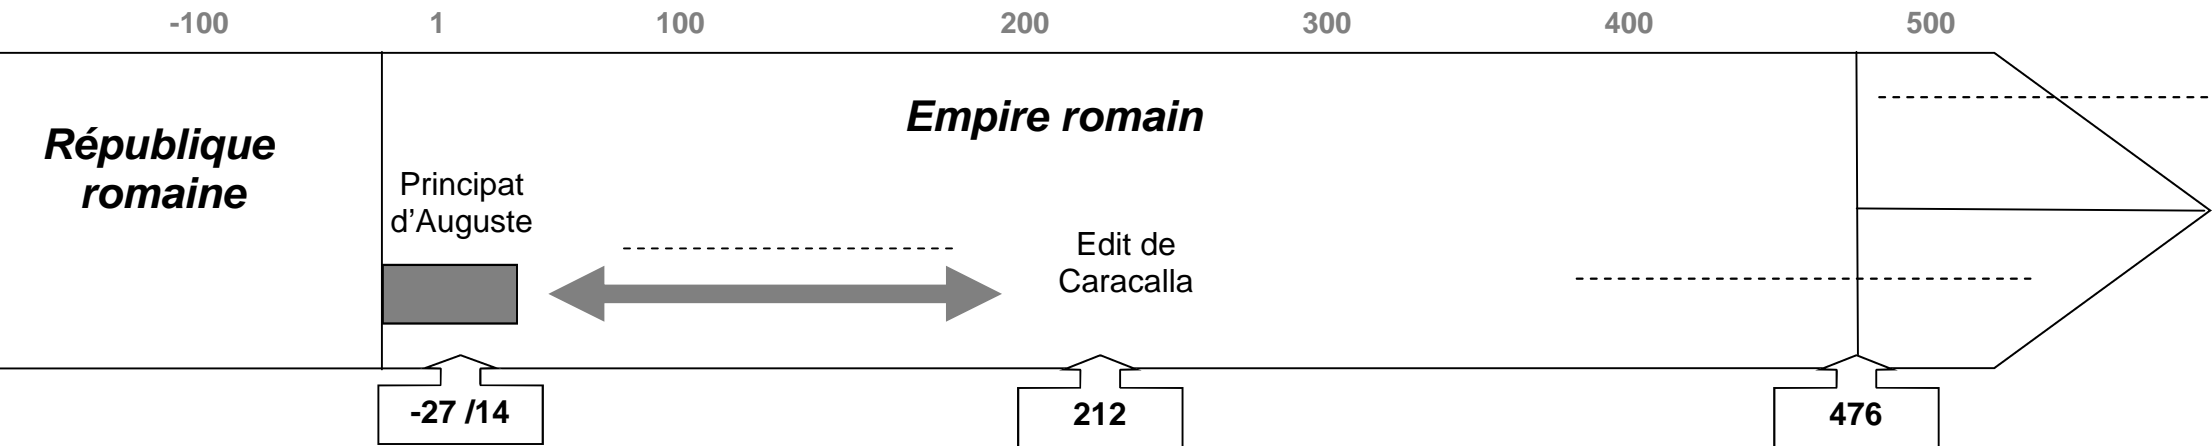 -100 1 100 200 300 400 500
Empire romain
République
romaine
Principat
d’Auguste
Edit de
Caracalla
-27 /14
212
476